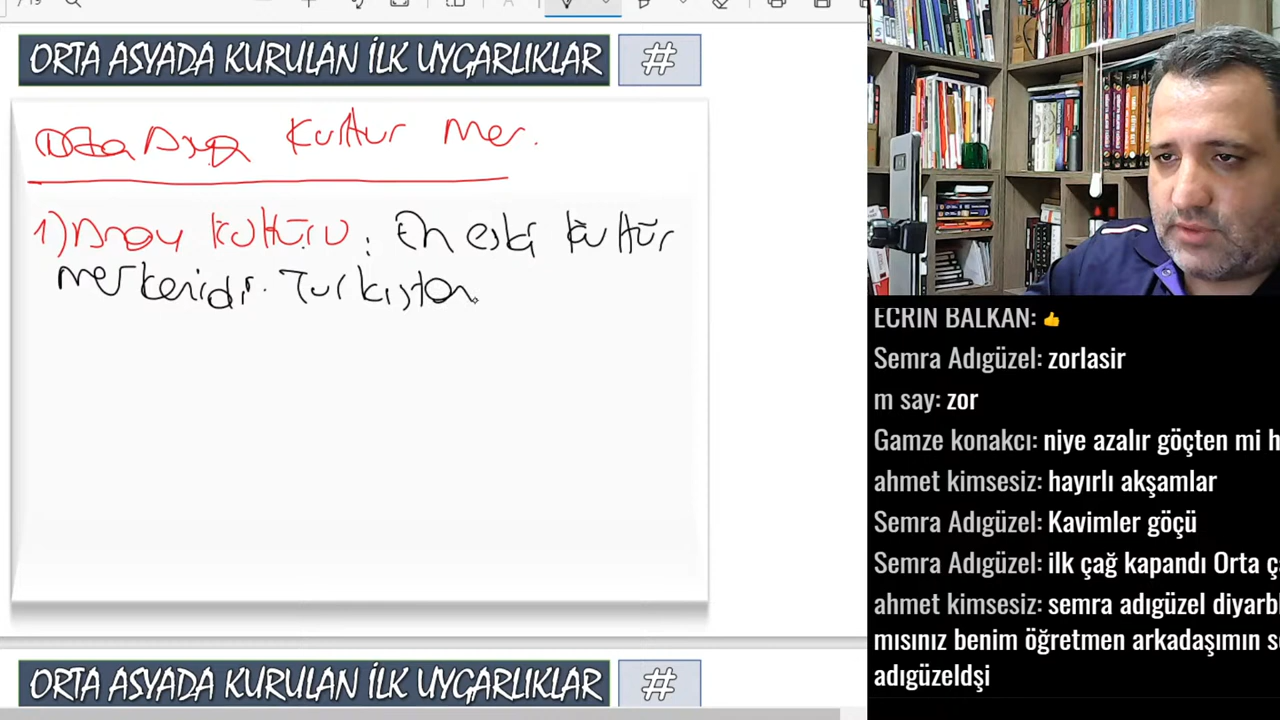 ORTA ASYADA KURULAN İLK UYGARLIKLAR #
Orta Asya Kültür Mer.
1) Anav Kültürü: En eski kültür
merkezidir. Türkistan
ORTA ASYADA KURULAN İLK UYGARLIKLAR #
ECRİN BALKAN: 👍
Semra Adıgüzel: zorlasir
m say: zor
Gamze konakcı: niye azalır göçten mi h
ahmet kimsesiz: hayırlı akşamlar
Semra Adıgüzel: Kavimler göçü
Semra Adıgüzel: ilk çağ kapandı Orta ç
ahmet kimsesiz: semra adıgüzel diyarb
mısınız benim öğretmen arkadaşımın s
adıgüzeldşi